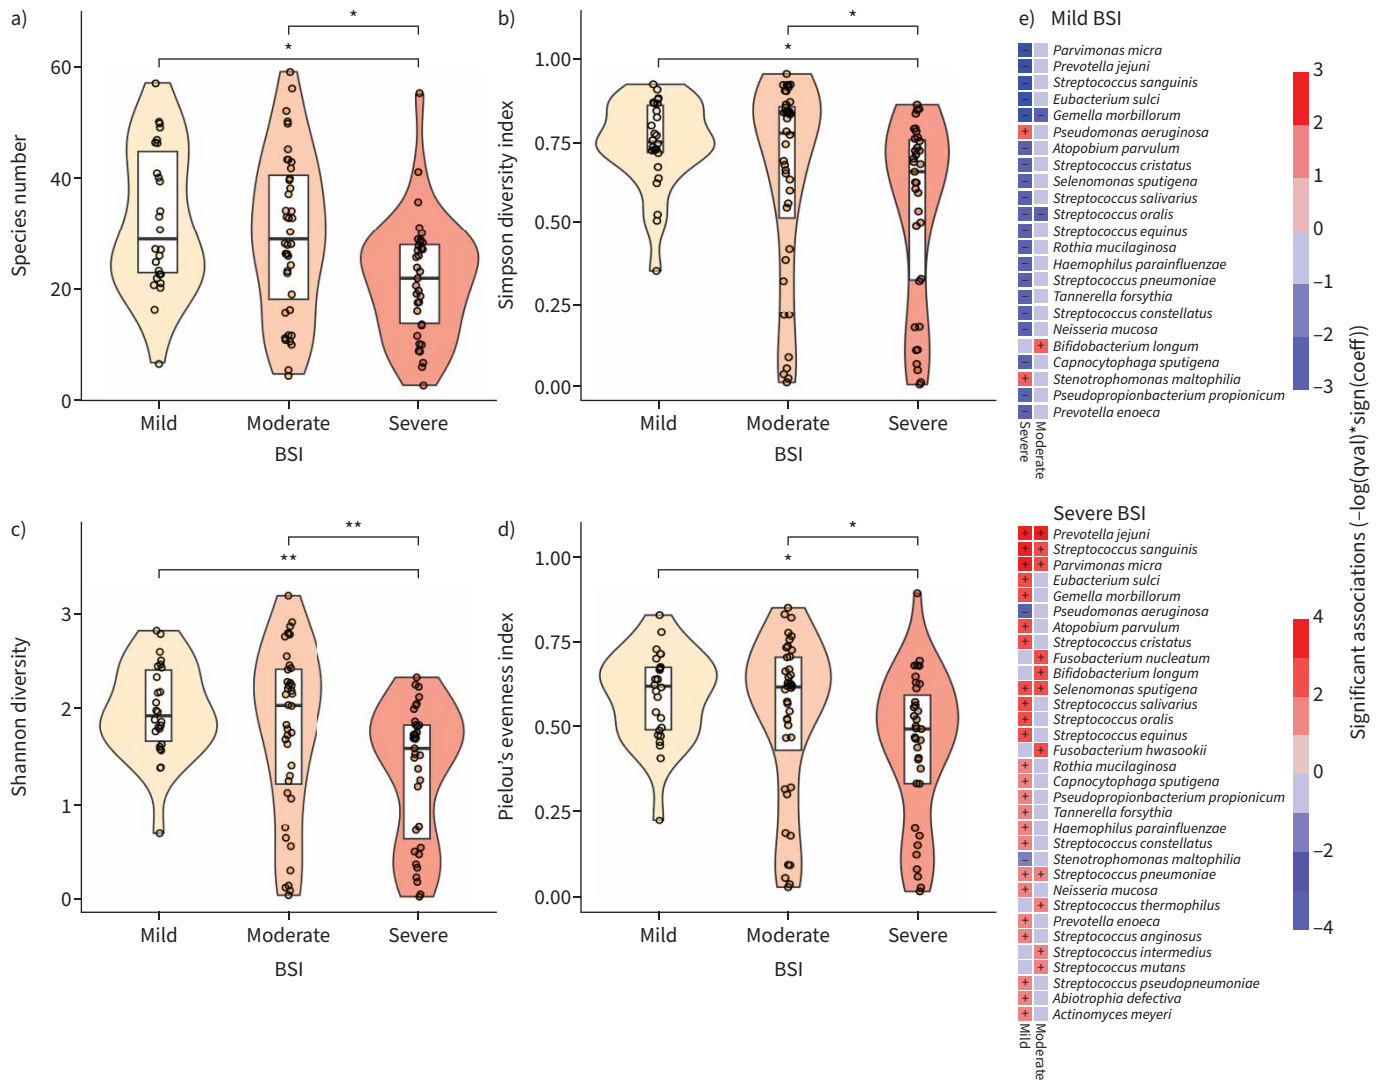 a)
*
*
60
40
20
0
Species number
Mild
Moderate
Severe
BSI
b)
*
*
1.00
0.75
0.50
0.25
0.00
Simpson diversity index
Mild
Moderate
Severe
BSI
c)
**
**
3
2
1
0
Shannon diversity
Mild
Moderate
Severe
BSI
d)
*
*
1.00
0.75
0.50
0.25
0.00
Pielou's evenness index
Mild
Moderate
Severe
BSI
e) Mild BSI
− Parvimonas micra
− Prevotella jejuni
− Streptococcus sanguinis
− Eubacterium sulci
− − Gemella morbillorum
+ Pseudomonas aeruginosa
− Atopobium parvulum
− Streptococcus cristatus
− Selenomonas sputigena
− Streptococcus salivarius
− − Streptococcus oralis
− Streptococcus equinus
− Rothia mucilaginosa
− Haemophilus parainfluenzae
− Streptococcus pneumoniae
− Tannerella forsythia
− Streptococcus constellatus
− Neisseria mucosa
+ Bifidobacterium longum
− Capnocytophaga sputigena
+ Stenotrophomonas maltophilia
− Pseudopropionbacterium propionicum
− Prevotella enoeca
Severe
Moderate
3
2
1
0
−1
−2
−3
Severe BSI
+ + Prevotella jejuni
+ + Streptococcus sanguinis
+ + Parvimonas micra
+ Eubacterium sulci
+ Gemella morbillorum
− Pseudomonas aeruginosa
+ Atopobium parvulum
+ Streptococcus cristatus
+ Fusobacterium nucleatum
+ Bifidobacterium longum
+ + Selenomonas sputigena
+ Streptococcus salivarius
+ Streptococcus oralis
+ Streptococcus equinus
+ Fusobacterium hwasookii
+ Rothia mucilaginosa
+ Capnocytophaga sputigena
+ Pseudopropionbacterium propionicum
+ Tannerella forsythia
+ Haemophilus parainfluenzae
+ Streptococcus constellatus
− Stenotrophomonas maltophilia
+ + Streptococcus pneumoniae
+ Neisseria mucosa
+ Streptococcus thermophilus
+ Prevotella enoeca
+ Streptococcus anginosus
+ Streptococcus intermedius
+ Streptococcus mutans
+ Streptococcus pseudopneumoniae
+ Abiotrophia defectiva
+ Actinomyces meyeri
Mild
Moderate
4
2
0
−2
−4
Significant associations (−log(qval)*sign(coeff))